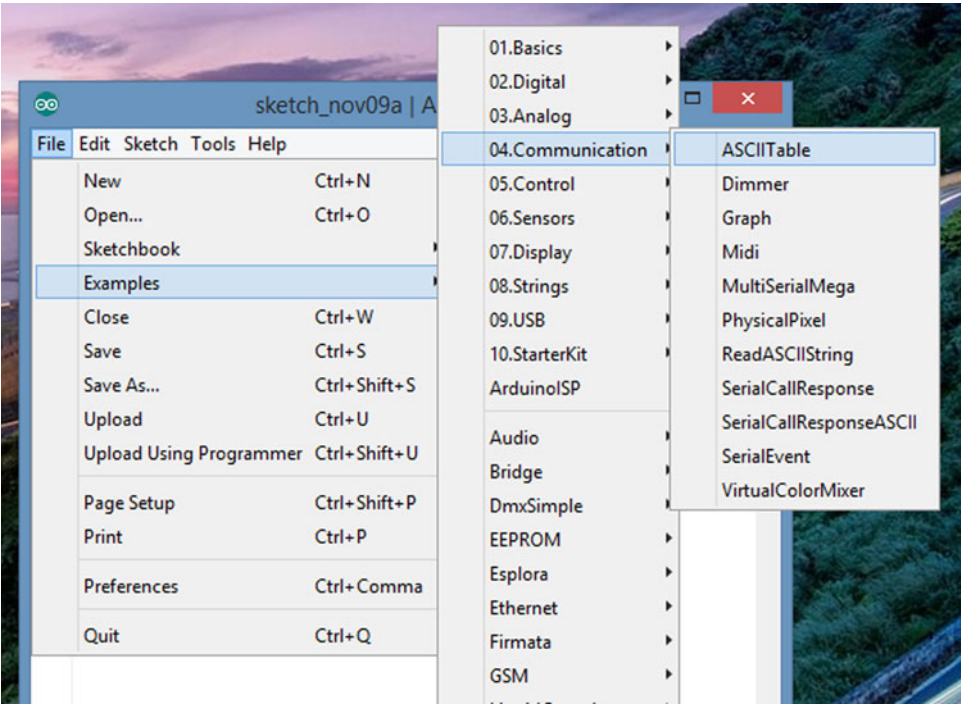 sketch_nov09a | A
File Edit Sketch Tools Help
New Ctrl+N
Open... Ctrl+O
Sketchbook
Examples
Close Ctrl+W
Save Ctrl+S
Save As... Ctrl+Shift+S
Upload Ctrl+U
Upload Using Programmer Ctrl+Shift+U
Page Setup Ctrl+Shift+P
Print Ctrl+P
Preferences Ctrl+Comma
Quit Ctrl+Q
01.Basics
02.Digital
03.Analog
04.Communication
05.Control
06.Sensors
07.Display
08.Strings
09.USB
10.StarterKit
ArduinoISP
Audio
Bridge
DmxSimple
EEPROM
Esplora
Ethernet
Firmata
GSM
ASCIITable
Dimmer
Graph
Midi
MultiSerialMega
PhysicalPixel
ReadASCIIString
SerialCallResponse
SerialCallResponseASCII
SerialEvent
VirtualColorMixer